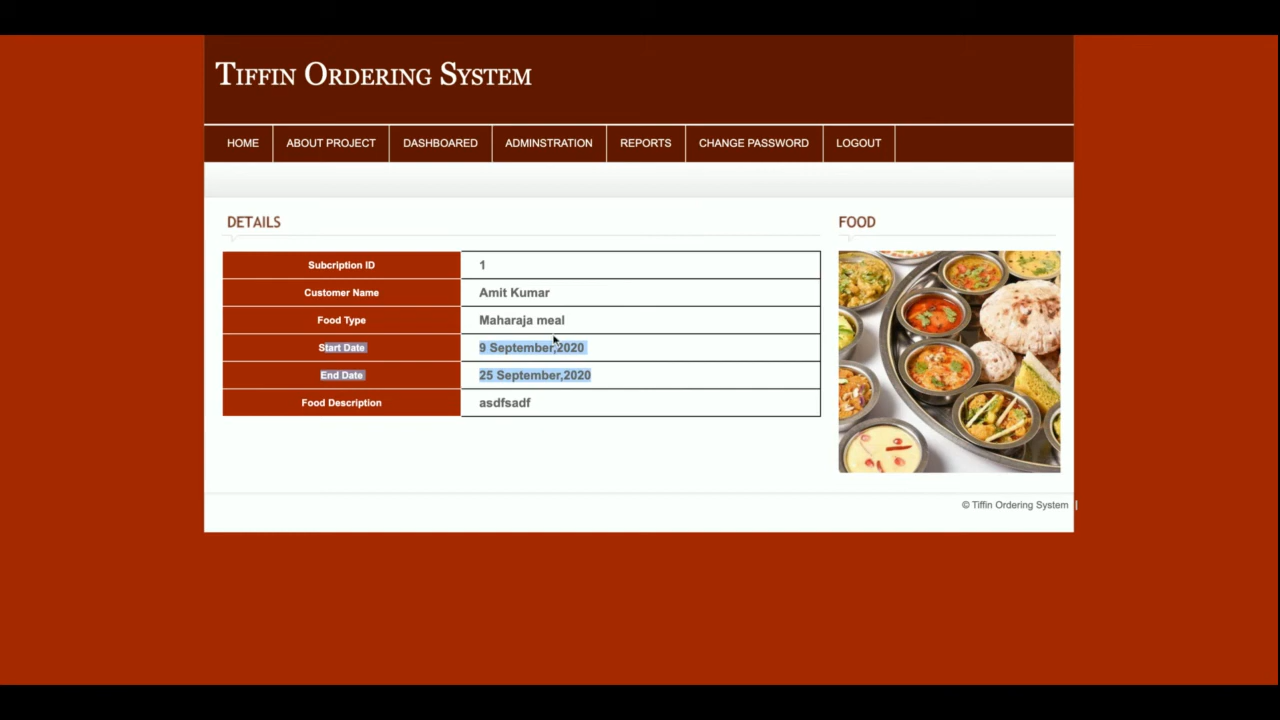 Tiffin Ordering System
HOME ABOUT PROJECT DASHBOARED ADMINSTRATION REPORTS CHANGE PASSWORD LOGOUT
DETAILS
Subcription ID 1
Customer Name Amit Kumar
Food Type Maharaja meal
Start Date 9 September,2020
End Date 25 September,2020
Food Description asdfsadf
FOOD
© Tiffin Ordering System |